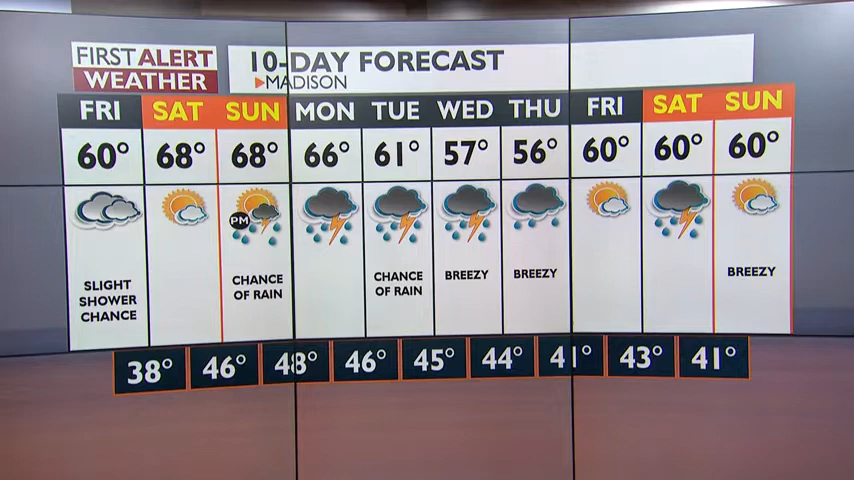 FIRST ALERT
WEATHER
10-DAY FORECAST
MADISON
FRI SAT SUN MON TUE WED THU FRI SAT SUN
60° 68° 68° 66° 61° 57° 56° 60° 60° 60°
PM
SLIGHT SHOWER CHANCE
CHANCE OF RAIN
CHANCE OF RAIN
BREEZY
BREEZY
BREEZY
38° 46° 48° 46° 45° 44° 41° 43° 41°